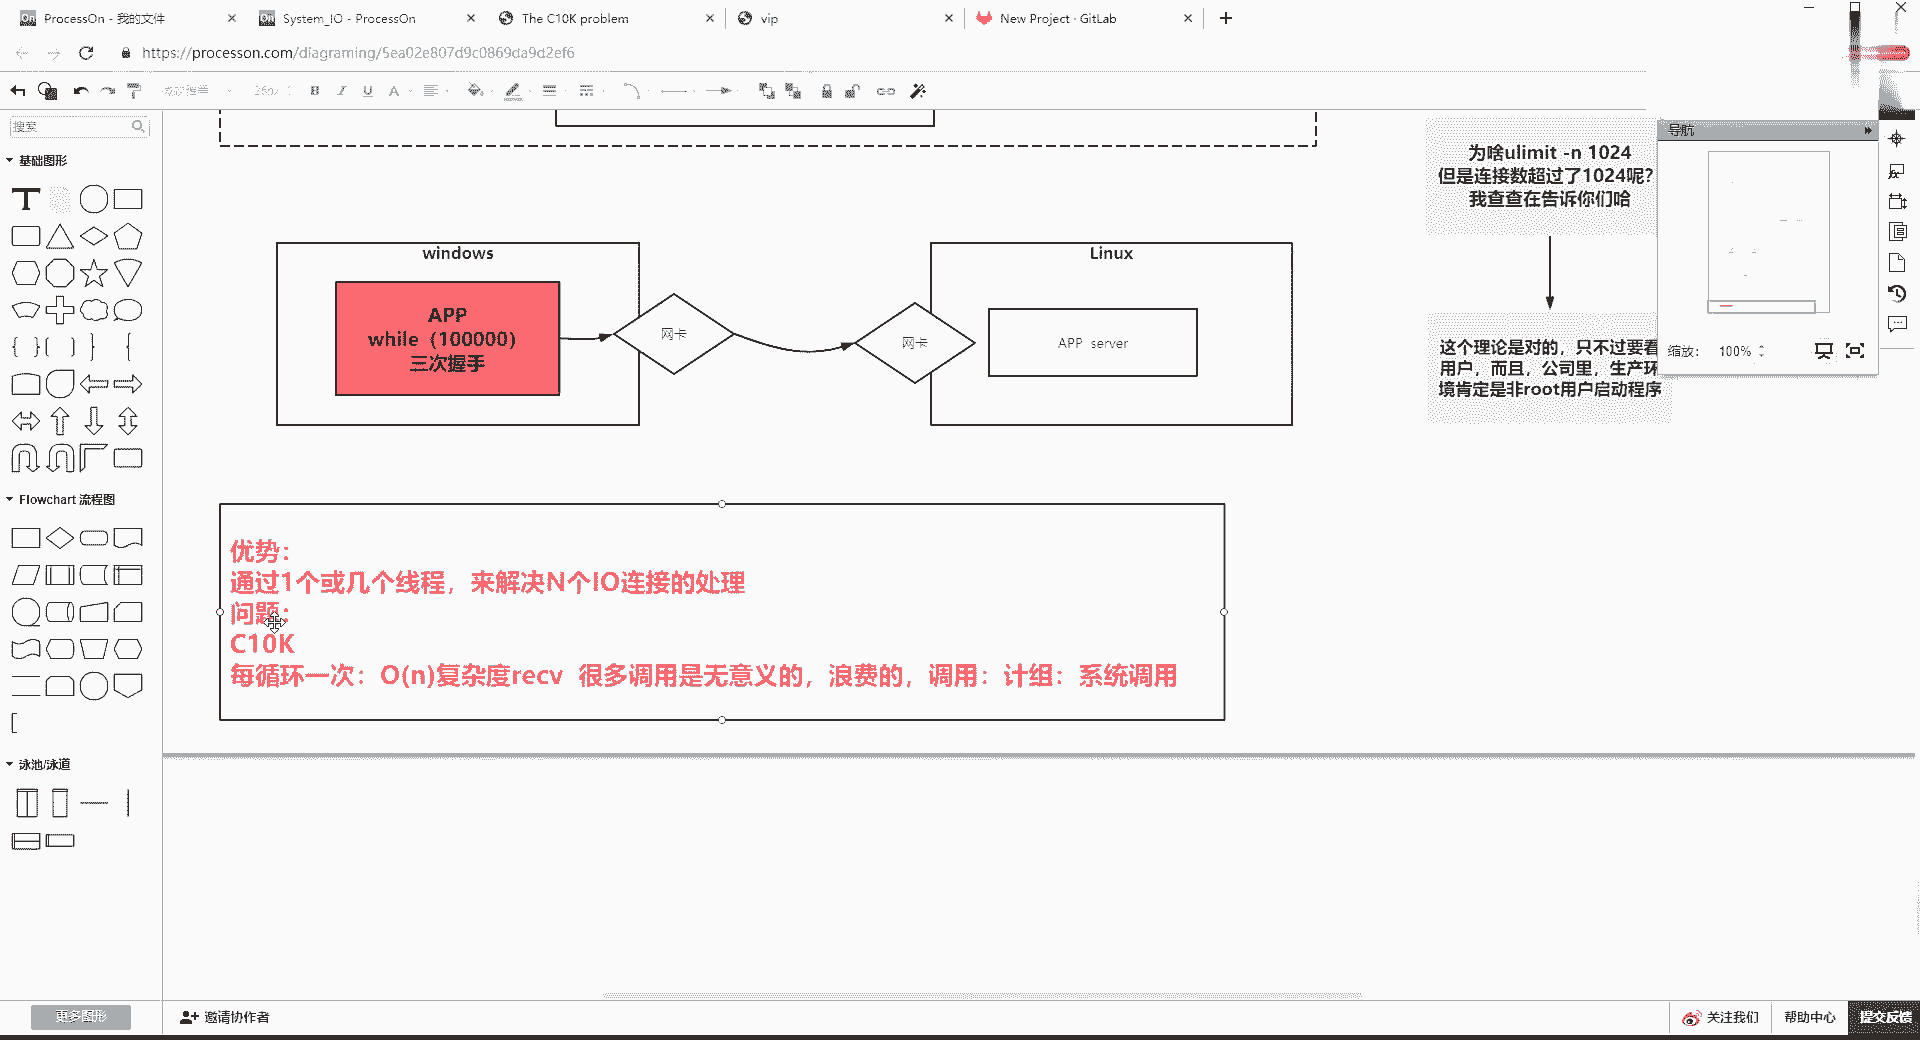 ProcessOn - 我的文件
System_IO - ProcessOn
The C10K problem
vip
New Project · GitLab
https://processon.com/diagraming/5ea02e807d9c0869da9d2ef6
搜索
导航
基础图形
为啥ulimit -n 1024
但是连接数超过了1024呢？
我查查在告诉你们哈
windows
Linux
APP
while（100000）
三次握手
网卡
网卡
APP server
这个理论是对的，只不过要看
用户，而且，公司里，生产环
境肯定是非root用户启动程序
缩放： 100%
Flowchart 流程图
优势：
通过1个或几个线程，来解决N个IO连接的处理
问题：
C10K
每循环一次：O(n)复杂度recv 很多调用是无意义的，浪费的，调用：计组：系统调用
泳池/泳道
更多图形
邀请协作者
关注我们
帮助中心
提交反馈